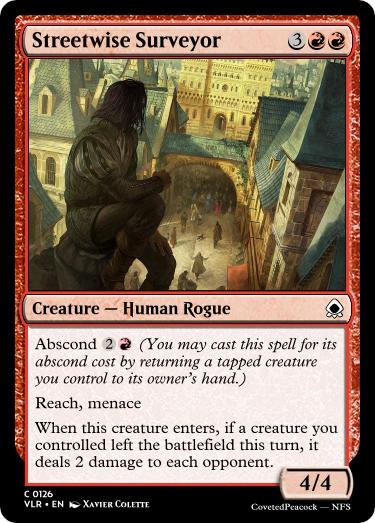 Streetwise Surveyor 3
Creature — Human Rogue
Abscond 2 (You may cast this spell for its
abscond cost by returning a tapped creature
you control to its owner's hand.)
Reach, menace
When this creature enters, if a creature you
controlled left the battlefield this turn, it
deals 2 damage to each opponent.
4/4
C 0126
VLR • EN Xavier Colette
CovetedPeacock — NFS